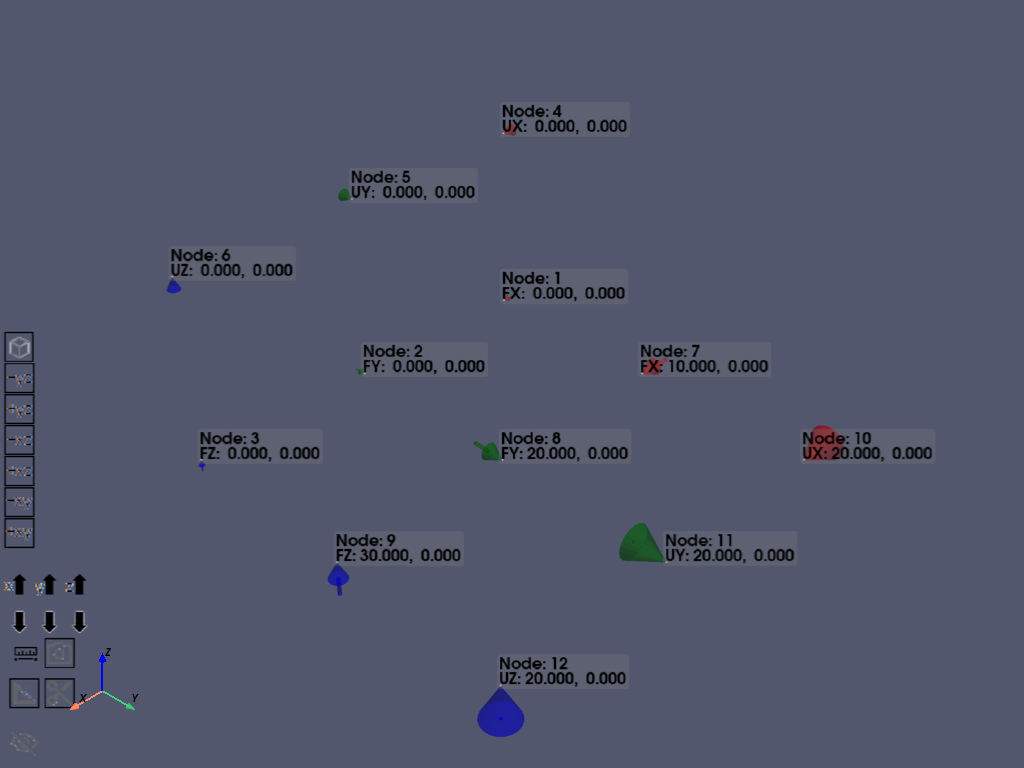 Node: 4
UX: 0.000, 0.000
Node: 5
UY: 0.000, 0.000
Node: 6
UZ: 0.000, 0.000
Node: 1
FX: 0.000, 0.000
Node: 2
FY: 0.000, 0.000
Node: 7
FX: 10.000, 0.000
Node: 3
FZ: 0.000, 0.000
Node: 8
FY: 20.000, 0.000
Node: 10
UX: 20.000, 0.000
Node: 9
FZ: 30.000, 0.000
Node: 11
UY: 20.000, 0.000
Node: 12
UZ: 20.000, 0.000
-yz
+yz
-xz
+xz
-xy
+xy
x y z
Z
X Y